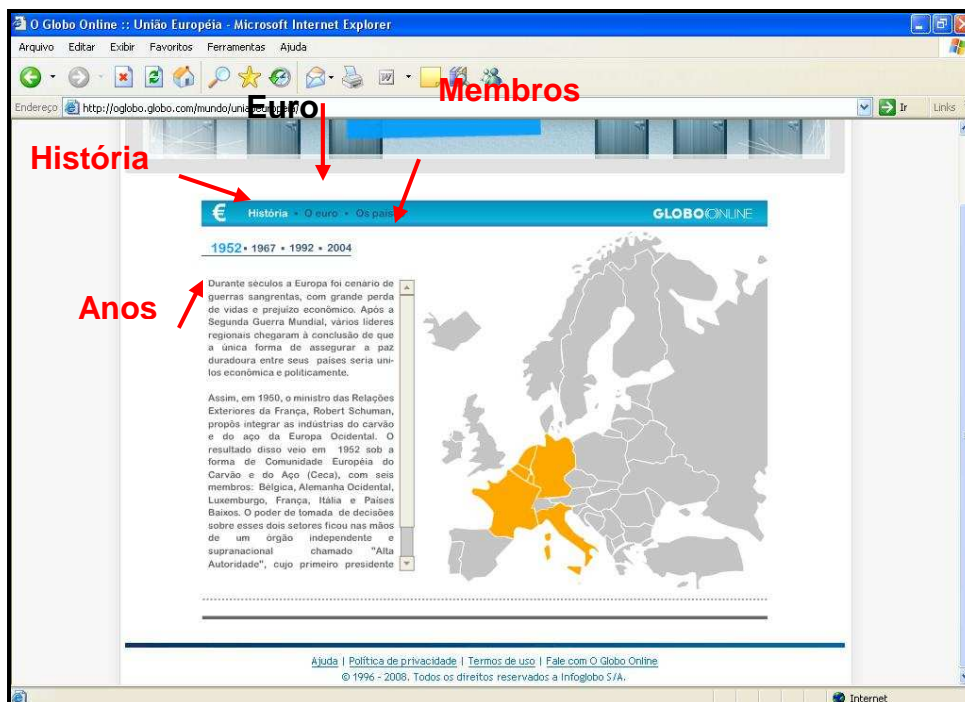 O Globo Online :: União Européia - Microsoft Internet Explorer
Arquivo Editar Exibir Favoritos Ferramentas Ajuda
Membros
Euro
Endereço http://oglobo.globo.com/mundo/uniaoeuropeia/ Ir Links
História
€ História • O euro • Os países GLOBO ONLINE
1952 • 1967 • 1992 • 2004
Anos
Durante séculos a Europa foi cenário de
guerras sangrentas, com grande perda
de vidas e prejuízo econômico. Após a
Segunda Guerra Mundial, vários líderes
regionais chegaram à conclusão de que
a única forma de assegurar a paz
duradoura entre seus países seria uni-
los econômica e politicamente.
Assim, em 1950, o ministro das Relações
Exteriores da França, Robert Schuman,
propôs integrar as indústrias do carvão
e do aço da Europa Ocidental. O
resultado disso veio em 1952 sob a
forma de Comunidade Européia do
Carvão e do Aço (Ceca), com seis
membros: Bélgica, Alemanha Ocidental,
Luxemburgo, França, Itália e Países
Baixos. O poder de tomada de decisões
sobre esses dois setores ficou nas mãos
de um órgão independente e
supranacional chamado "Alta
Autoridade", cujo primeiro presidente
Ajuda | Política de privacidade | Termos de uso | Fale com O Globo Online
© 1996 - 2008. Todos os direitos reservados a Infoglobo S/A.
Internet